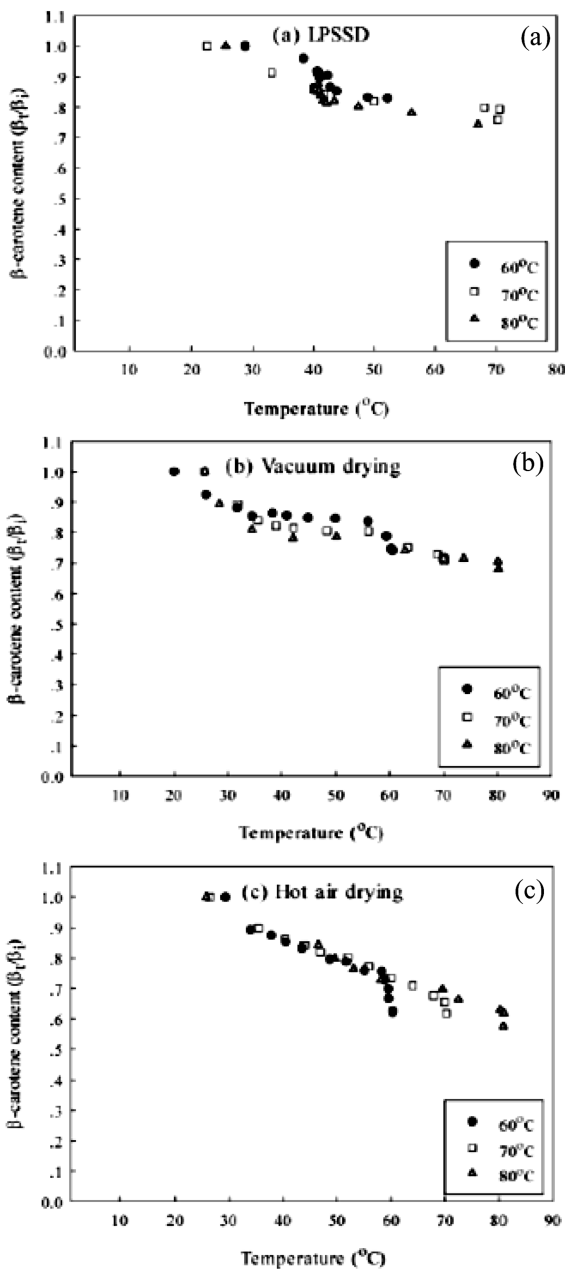 (a) LPSSD
(a)
β-carotene content (βt/βi)
1.1
1.0
.9
.8
.7
.6
.5
.4
.3
.2
.1
0.0
60°C
70°C
80°C
10 20 30 40 50 60 70 80
Temperature (°C)
(b) Vacuum drying
(b)
β-carotene content (βt/βi)
1.1
1.0
.9
.8
.7
.6
.5
.4
.3
.2
.1
0.0
60°C
70°C
80°C
10 20 30 40 50 60 70 80 90
Temperature (°C)
(c) Hot air drying
(c)
β-carotene content (βt/βi)
1.1
1.0
.9
.8
.7
.6
.5
.4
.3
.2
.1
0.0
60°C
70°C
80°C
10 20 30 40 50 60 70 80 90
Temperature (°C)